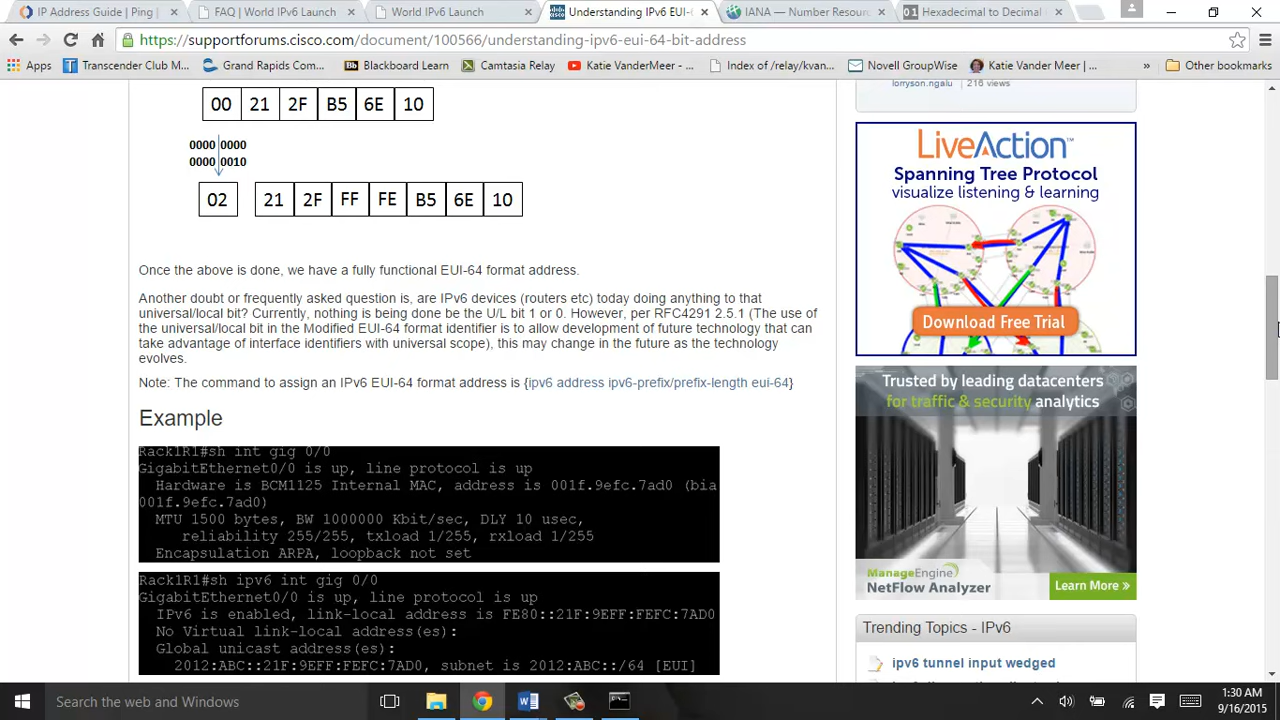 IP Address Guide | Ping
FAQ | World IPv6 Launch
World IPv6 Launch
Understanding IPv6 EUI-
IANA — Number Resour
Hexadecimal to Decimal
https://supportforums.cisco.com/document/100566/understanding-ipv6-eui-64-bit-address
Apps
Transcender Club M...
Grand Rapids Com...
Blackboard Learn
Camtasia Relay
Katie VanderMeer -...
Index of /relay/kvan...
Novell GroupWise
Katie Vander Meer |...
Other bookmarks
00 21 2F B5 6E 10
0000 0000
0000 0010
02 21 2F FF FE B5 6E 10
Once the above is done, we have a fully functional EUI-64 format address.
Another doubt or frequently asked question is, are IPv6 devices (routers etc) today doing anything to that
universal/local bit? Currently, nothing is being done be the U/L bit 1 or 0. However, per RFC4291 2.5.1 (The use of
the universal/local bit in the Modified EUI-64 format identifier is to allow development of future technology that can
take advantage of interface identifiers with universal scope), this may change in the future as the technology
evolves.
Note: The command to assign an IPv6 EUI-64 format address is {ipv6 address ipv6-prefix/prefix-length eui-64}
Example
Rack1R1#sh int gig 0/0
GigabitEthernet0/0 is up, line protocol is up
Hardware is BCM1125 Internal MAC, address is 001f.9efc.7ad0 (bia
001f.9efc.7ad0)
MTU 1500 bytes, BW 1000000 Kbit/sec, DLY 10 usec,
reliability 255/255, txload 1/255, rxload 1/255
Encapsulation ARPA, loopback not set
Rack1R1#sh ipv6 int gig 0/0
GigabitEthernet0/0 is up, line protocol is up
IPv6 is enabled, link-local address is FE80::21F:9EFF:FEFC:7AD0
No Virtual link-local address(es):
Global unicast address(es):
2012:ABC::21F:9EFF:FEFC:7AD0, subnet is 2012:ABC::/64 [EUI]
lorryson.ngalu
216 views
LiveAction™
Spanning Tree Protocol
visualize listening & learning
Download Free Trial
Trusted by leading datacenters
for traffic & security analytics
ManageEngine
NetFlow Analyzer
Learn More »
Trending Topics - IPv6
ipv6 tunnel input wedged
Search the web and Windows
1:30 AM
9/16/2015